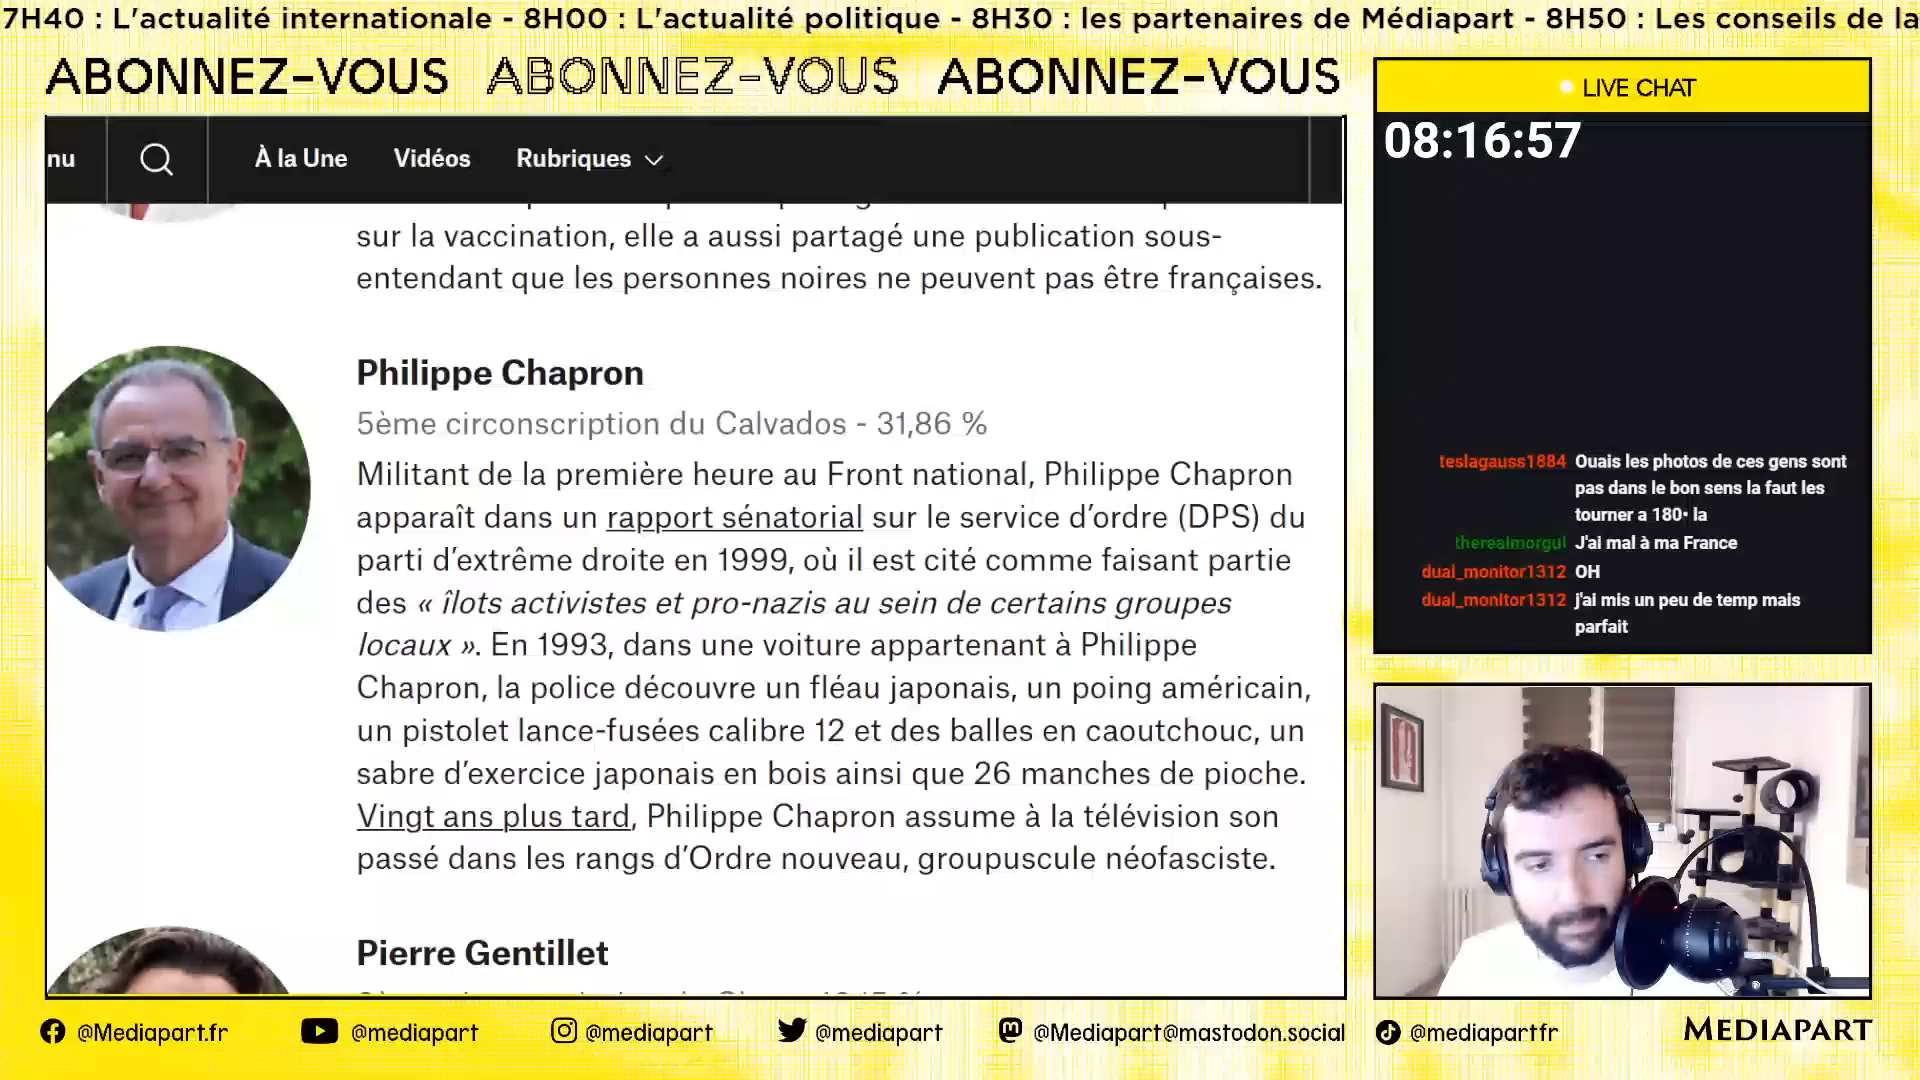 7H40 : L'actualité internationale - 8H00 : L'actualité politique - 8H30 : les partenaires de Médiapart - 8H50 : Les conseils de la
ABONNEZ-VOUS ABONNEZ-VOUS ABONNEZ-VOUS
nu
À la Une
Vidéos
Rubriques
sur la vaccination, elle a aussi partagé une publication sous-
entendant que les personnes noires ne peuvent pas être françaises.
Philippe Chapron
5ème circonscription du Calvados - 31,86 %
Militant de la première heure au Front national, Philippe Chapron
apparaît dans un rapport sénatorial sur le service d’ordre (DPS) du
parti d’extrême droite en 1999, où il est cité comme faisant partie
des « îlots activistes et pro-nazis au sein de certains groupes
locaux ». En 1993, dans une voiture appartenant à Philippe
Chapron, la police découvre un fléau japonais, un poing américain,
un pistolet lance-fusées calibre 12 et des balles en caoutchouc, un
sabre d’exercice japonais en bois ainsi que 26 manches de pioche.
Vingt ans plus tard, Philippe Chapron assume à la télévision son
passé dans les rangs d’Ordre nouveau, groupuscule néofasciste.
Pierre Gentillet
LIVE CHAT
08:16:57
teslagauss1884 Ouais les photos de ces gens sont
pas dans le bon sens la faut les
tourner a 180• la
therealmorgul J'ai mal à ma France
dual_monitor1312 OH
dual_monitor1312 j'ai mis un peu de temp mais
parfait
@Mediapart.fr
@mediapart
@mediapart
@mediapart
@Mediapart@mastodon.social
@mediapartfr
MEDIAPART